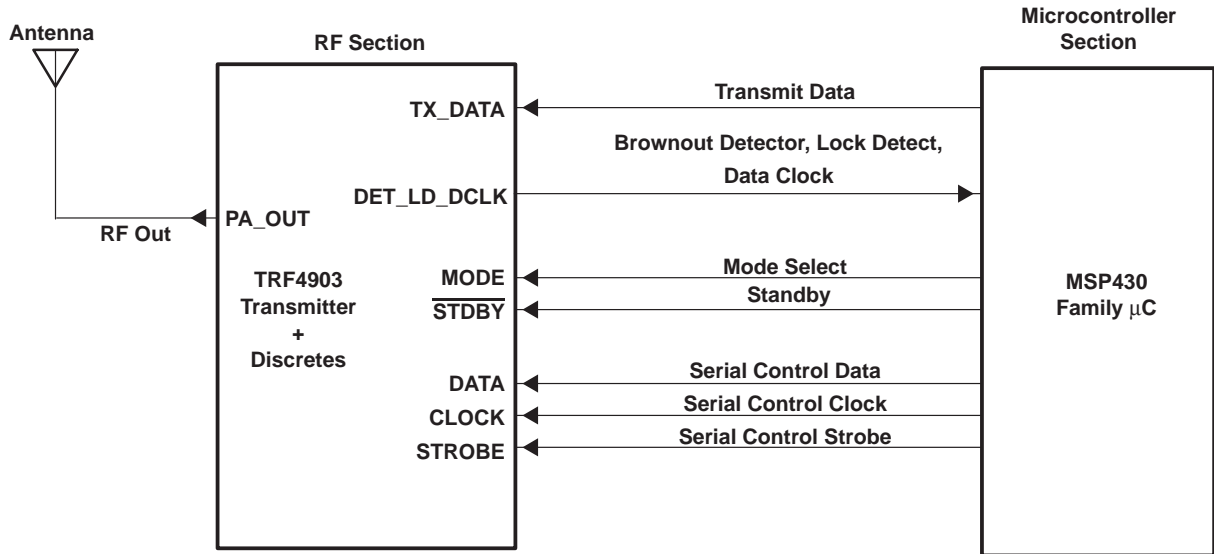 Antenna
RF Section
Microcontroller
Section
TX_DATA
Transmit Data
Brownout Detector, Lock Detect,
Data Clock
DET_LD_DCLK
PA_OUT
RF Out
TRF4903
Transmitter
+
Discretes
MODE
Mode Select
STDBY
Standby
MSP430
Family μC
DATA
Serial Control Data
CLOCK
Serial Control Clock
STROBE
Serial Control Strobe